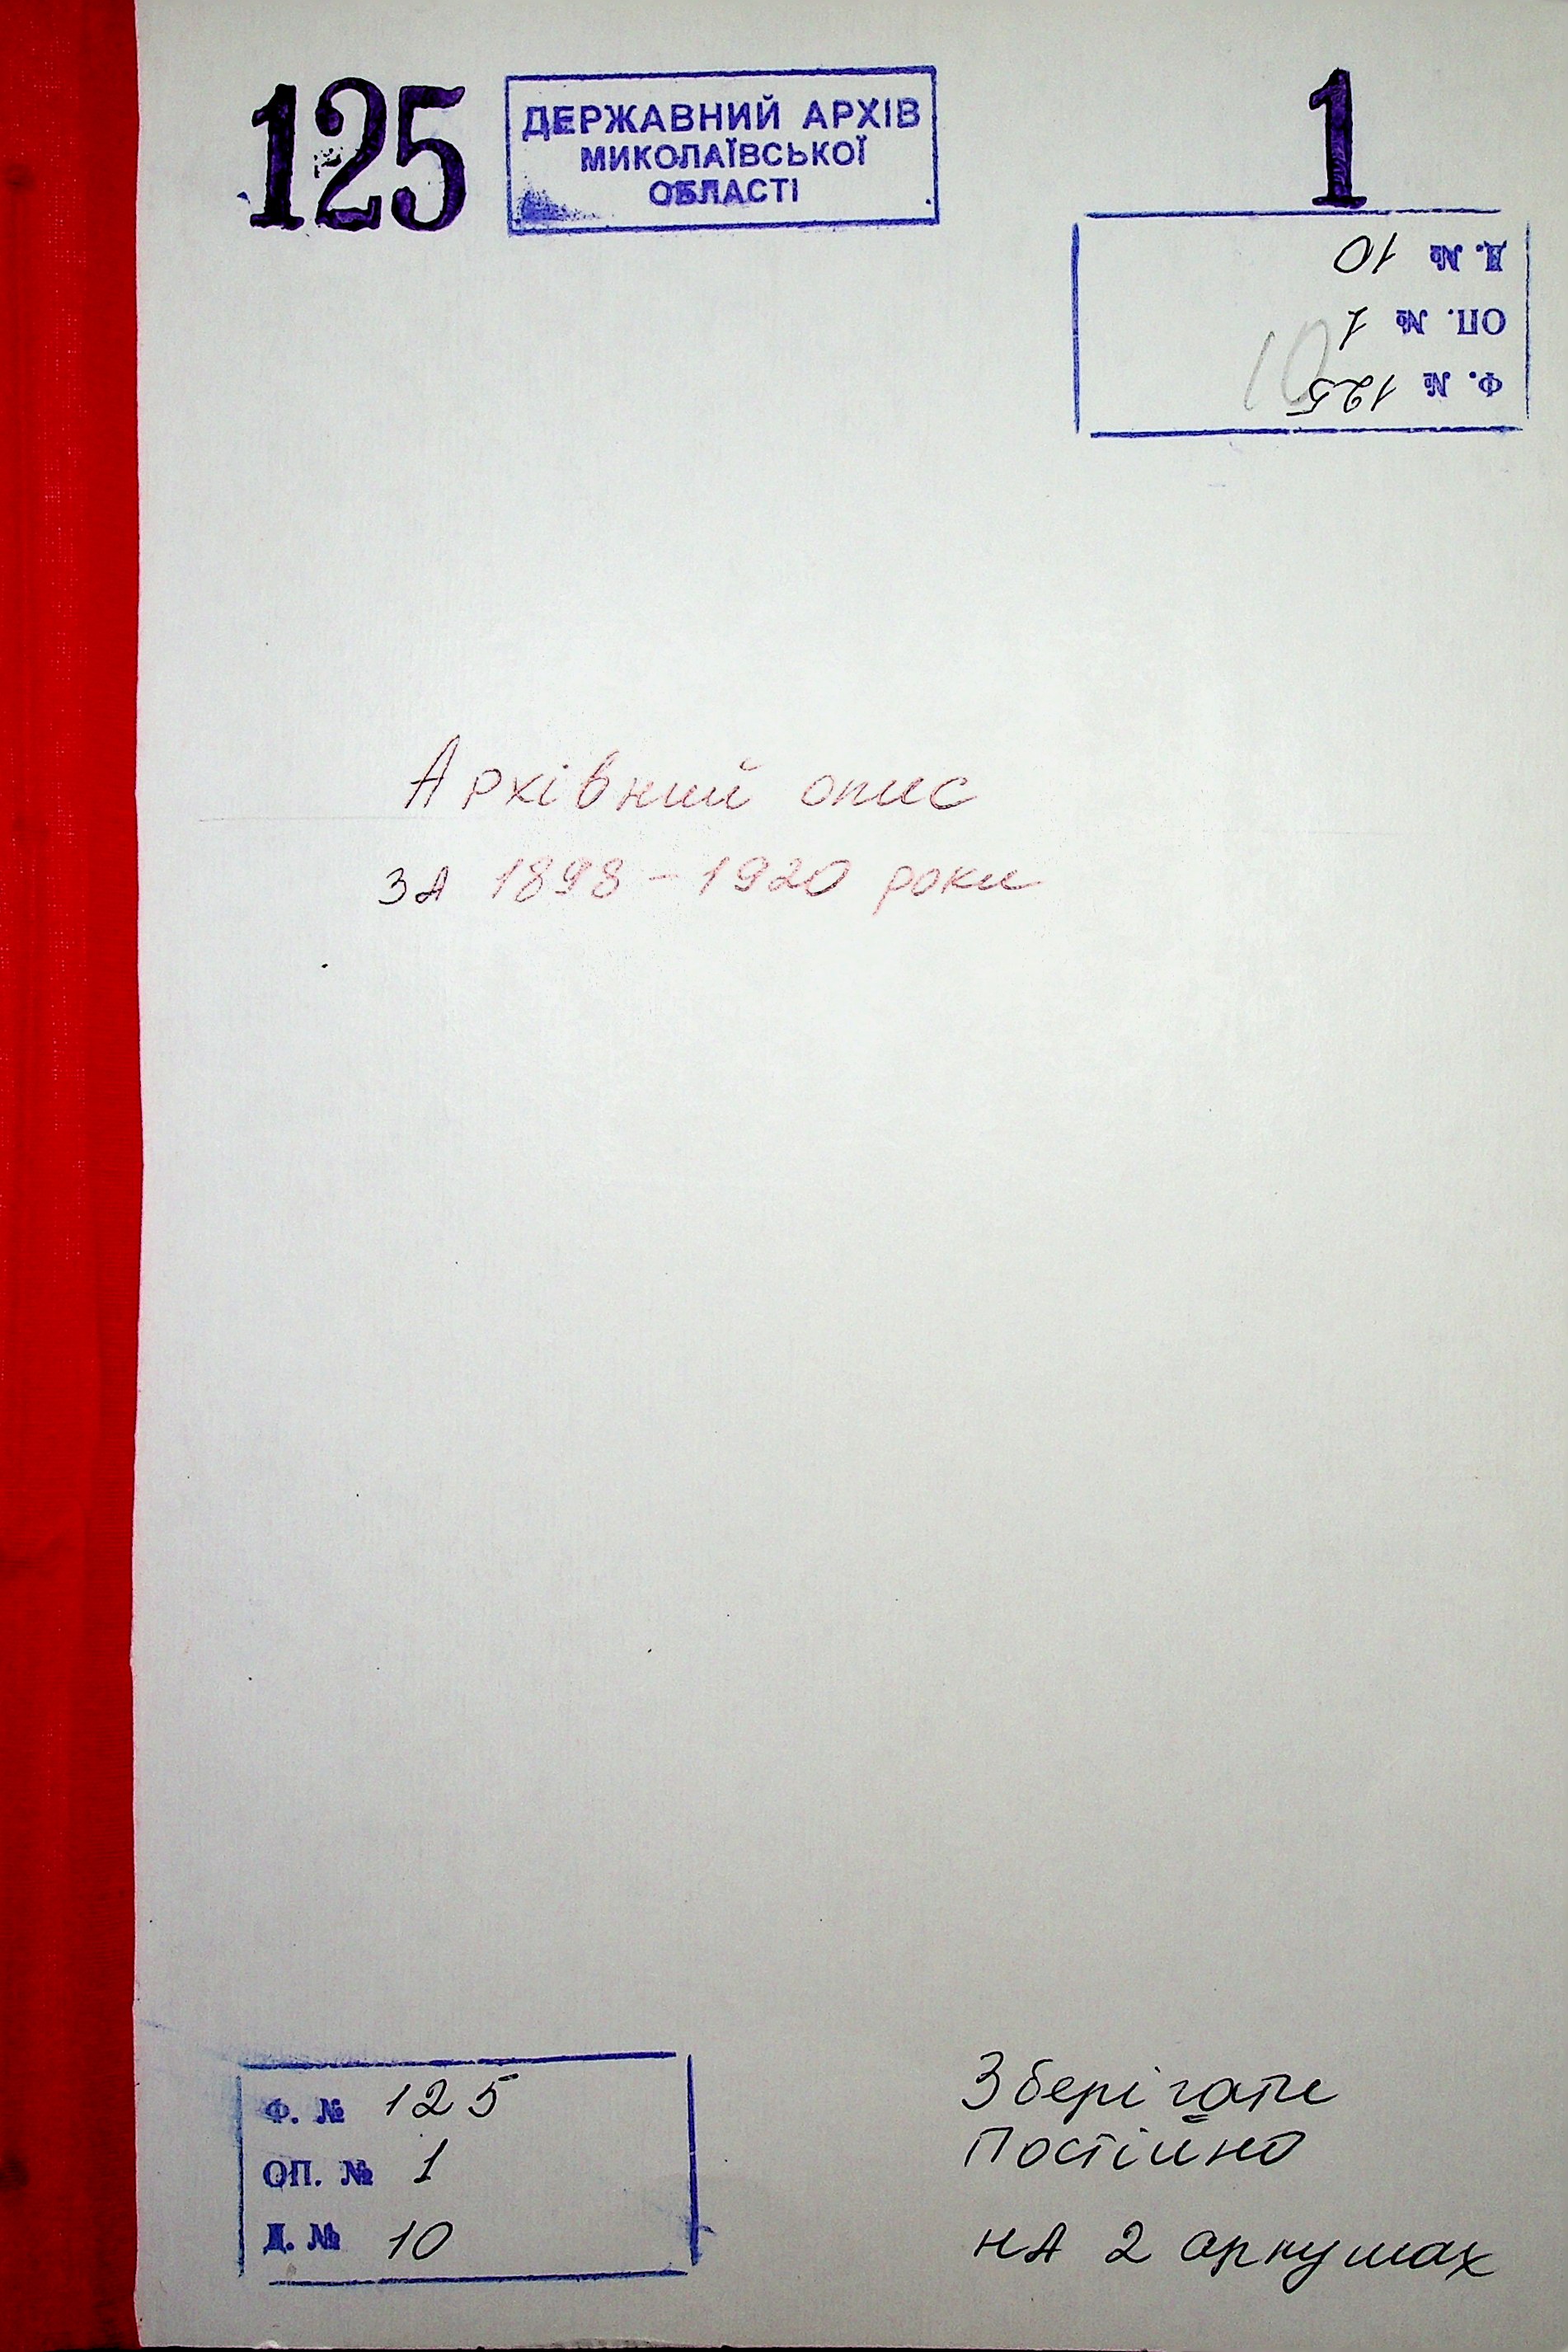 125
ДЕРЖАВНИЙ АРХІВ
МИКОЛАЇВСЬКОЇ
ОБЛАСТІ
1
Ф. № 125
ОП. № 1
Д. № 10
10
Архівний опис
за 1898 - 1920 роки
Ф. № 125
ОП. № 1
Д. № 10
Зберігати
Постійно
на 2 аркушах